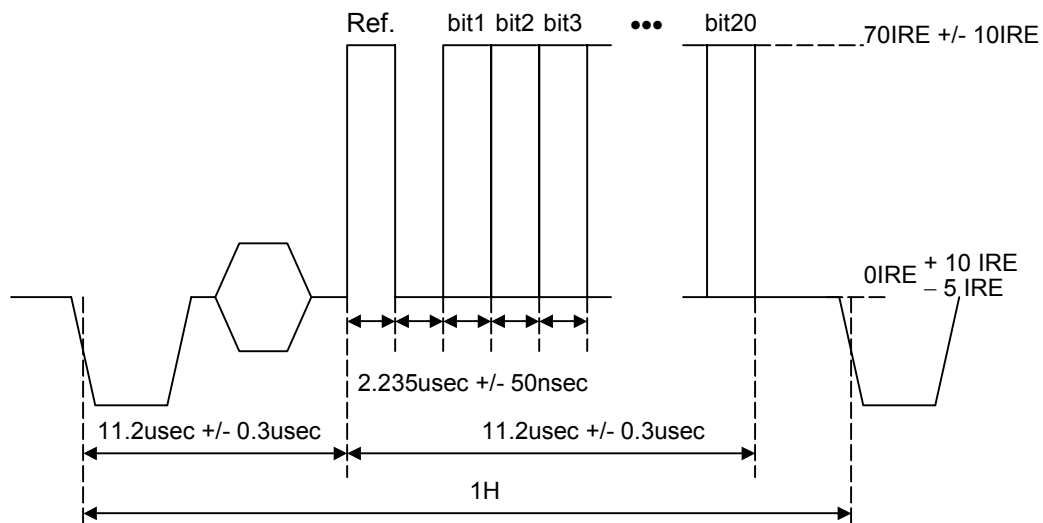 Ref. bit1 bit2 bit3 ••• bit20
70IRE +/- 10IRE
0IRE + 10 IRE
– 5 IRE
2.235usec +/- 50nsec
11.2usec +/- 0.3usec 11.2usec +/- 0.3usec
1H